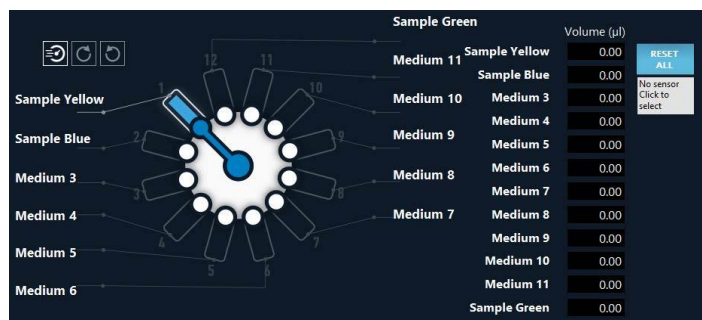 Sample Green
Volume (µl)
12
11
Medium 11
Sample Yellow
0.00
RESET
ALL
Sample Blue
0.00
No sensor
Click to
select
1
10
Sample Yellow
Medium 10
Medium 3
0.00
Medium 4
0.00
Sample Blue
2
9
Medium 9
Medium 5
0.00
Medium 6
0.00
Medium 3
3
8
Medium 8
Medium 7
0.00
Medium 4
4
7
Medium 7
Medium 8
0.00
Medium 9
0.00
Medium 5
5
6
Medium 10
0.00
Medium 6
Medium 11
0.00
Sample Green
0.00